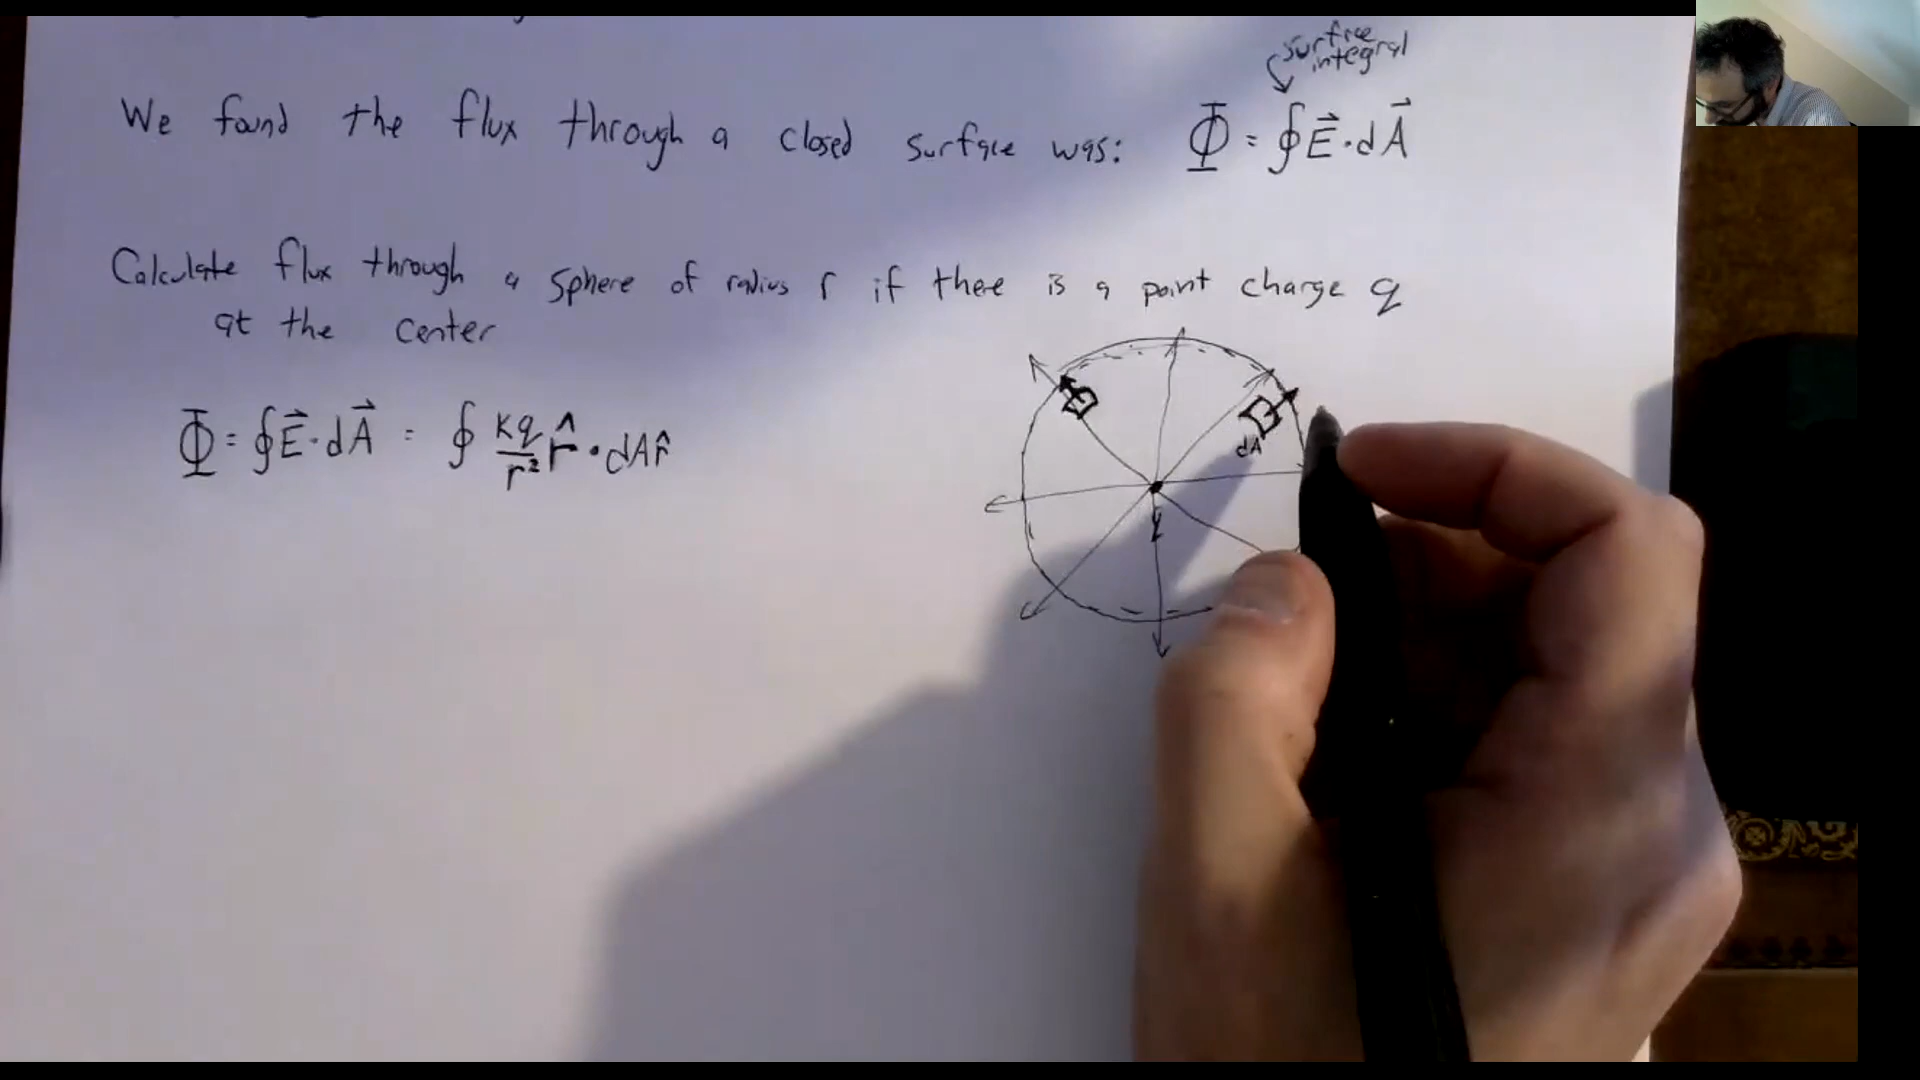 surface
integral
We found the flux through a closed surface was: Φ = ∮E⃗·dA⃗
Calculate flux through a sphere of radius r if there is a point charge q
at the center
Φ = ∮E⃗·dA⃗ = ∮ Kq/r² r̂ · dA r̂
dA
q